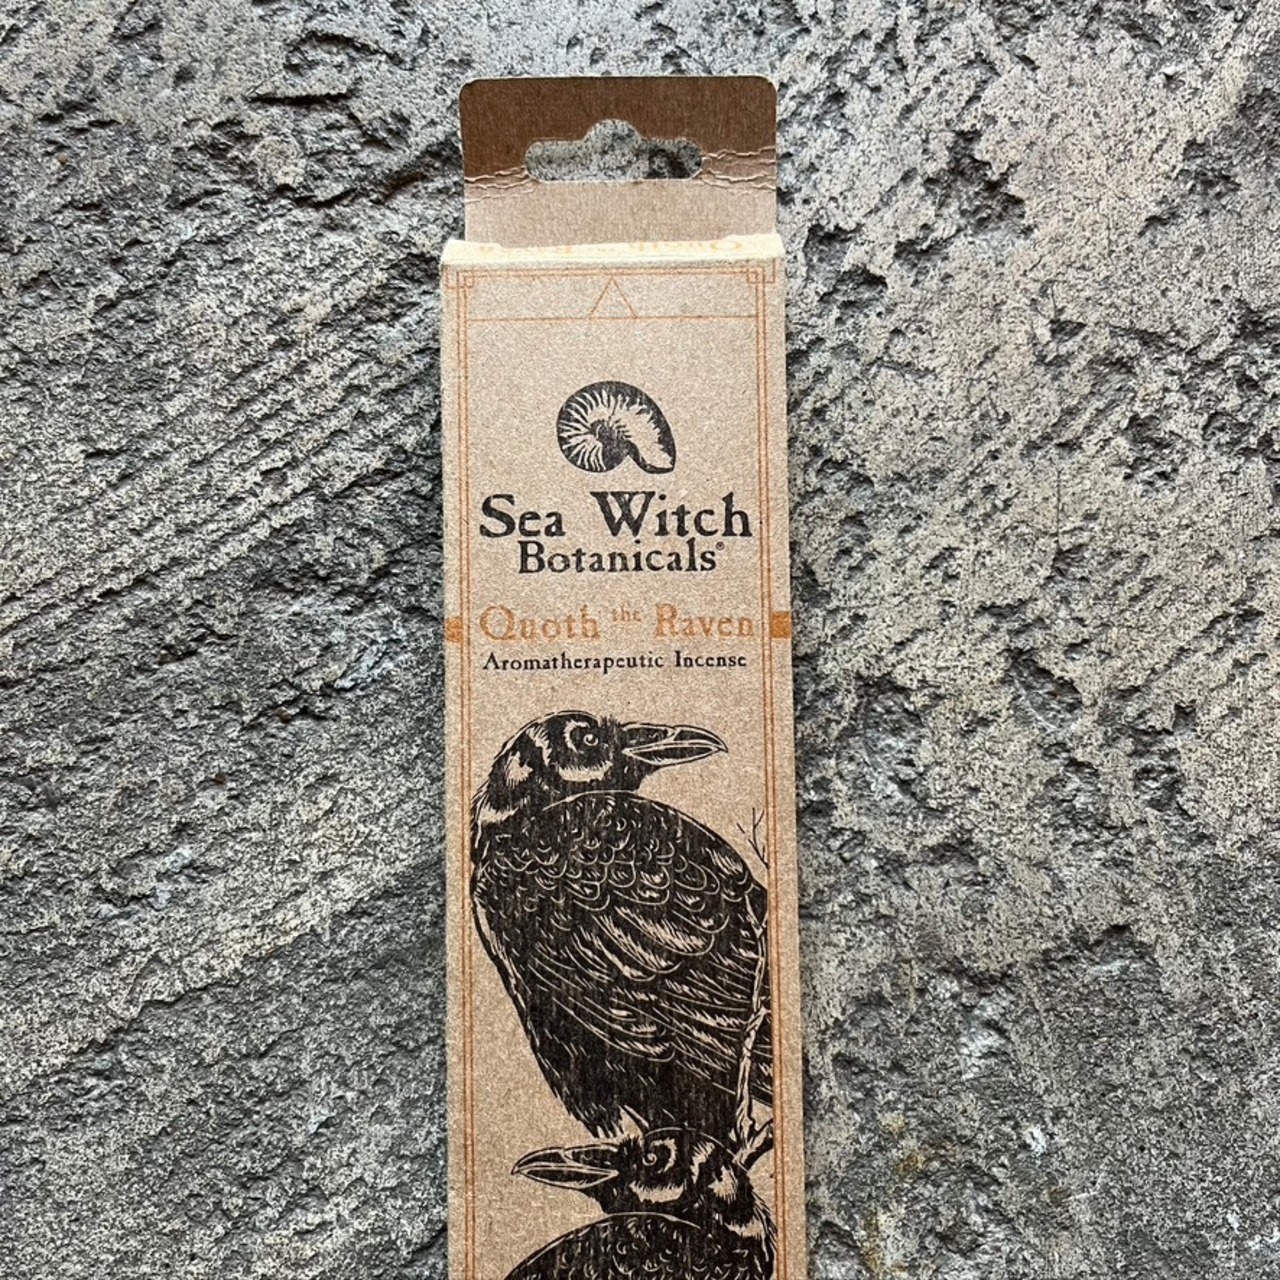 Sea Witch
Botanicals®
Quoth the Raven
Aromatherapeutic Incense